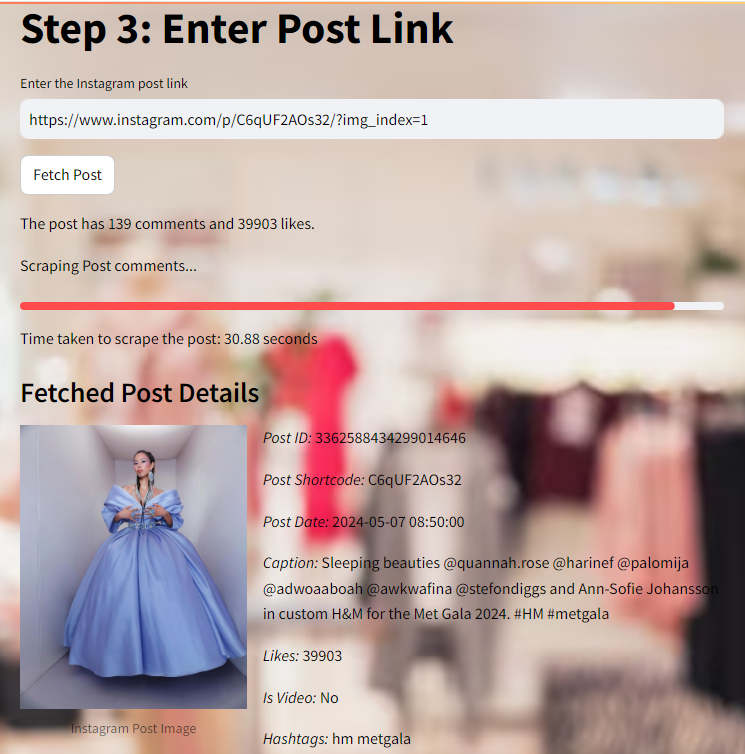 Step 3: Enter Post Link
Enter the Instagram post link
https://www.instagram.com/p/C6qUF2AOs32/?img_index=1
Fetch Post
The post has 139 comments and 39903 likes.
Scraping Post comments...
Time taken to scrape the post: 30.88 seconds
Fetched Post Details
Post ID: 3362588434299014646
Post Shortcode: C6qUF2AOs32
Post Date: 2024-05-07 08:50:00
Caption: Sleeping beauties @quannah.rose @harinef @palomija
@adwoaaboah @awkwafina @stefondiggs and Ann-Sofie Johansson
in custom H&M for the Met Gala 2024. #HM #metgala
Likes: 39903
Is Video: No
Hashtags: hm metgala
Instagram Post Image